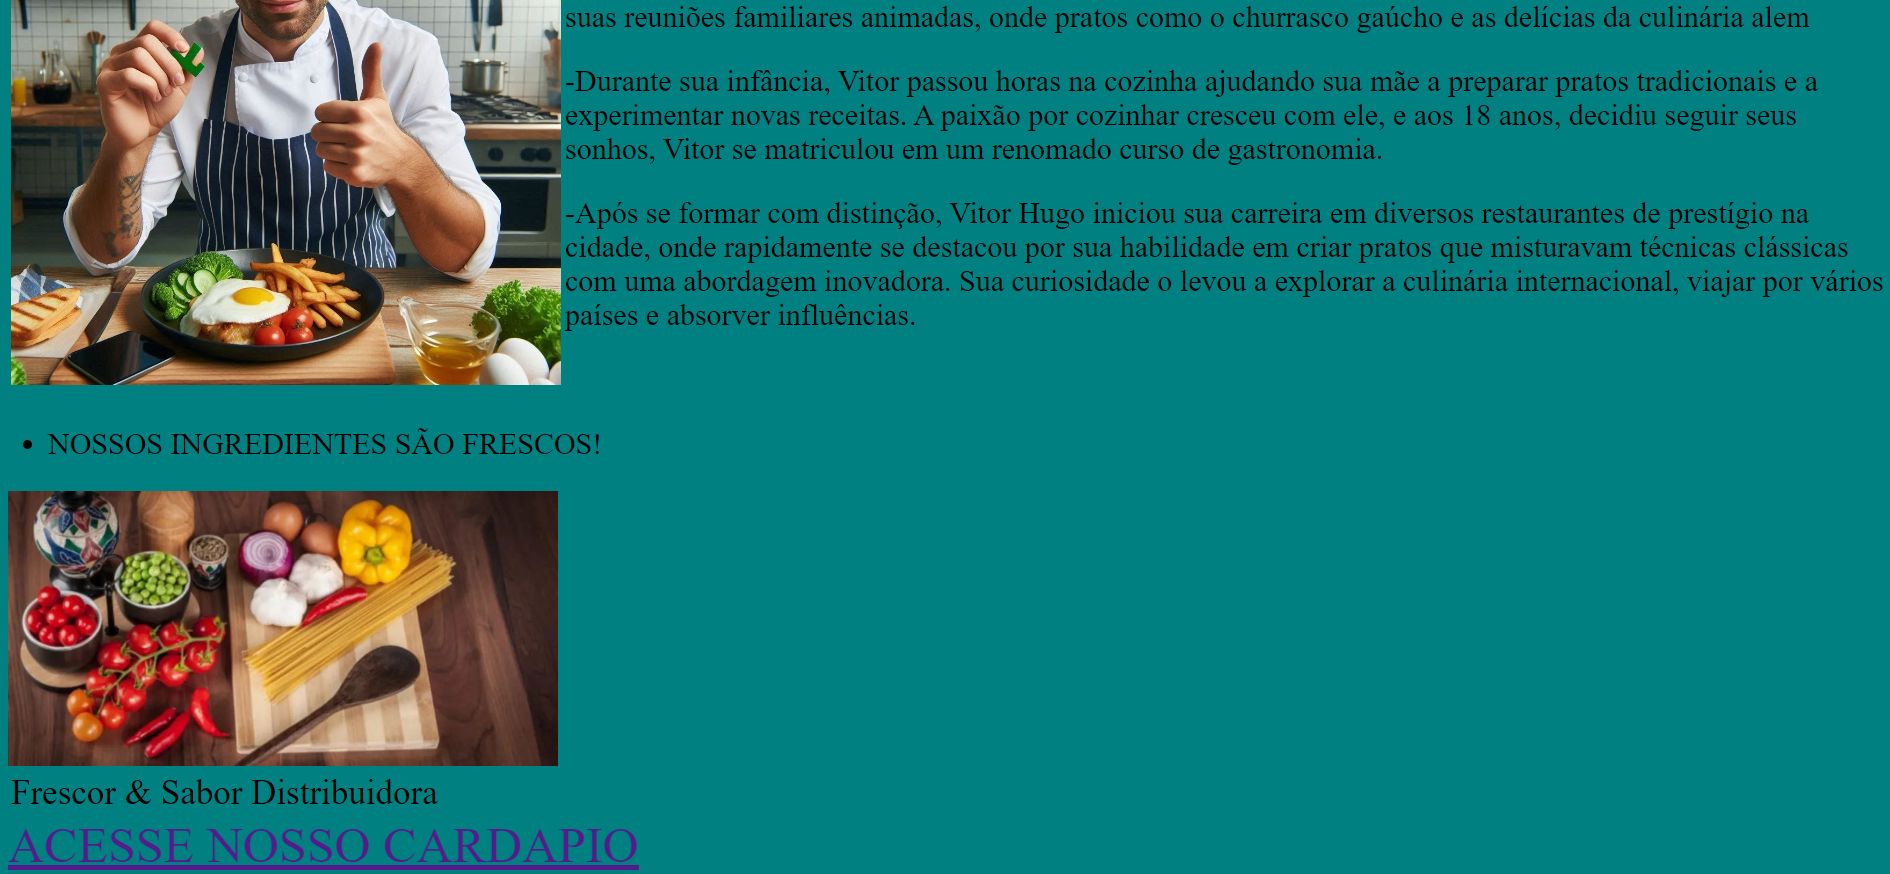 suas reuniões familiares animadas, onde pratos como o churrasco gaúcho e as delícias da culinária alem
-Durante sua infância, Vitor passou horas na cozinha ajudando sua mãe a preparar pratos tradicionais e a
experimentar novas receitas. A paixão por cozinhar cresceu com ele, e aos 18 anos, decidiu seguir seus
sonhos, Vitor se matriculou em um renomado curso de gastronomia.
-Após se formar com distinção, Vitor Hugo iniciou sua carreira em diversos restaurantes de prestígio na
cidade, onde rapidamente se destacou por sua habilidade em criar pratos que misturavam técnicas clássicas
com uma abordagem inovadora. Sua curiosidade o levou a explorar a culinária internacional, viajar por vários
países e absorver influências.
• NOSSOS INGREDIENTES SÃO FRESCOS!
Frescor & Sabor Distribuidora
ACESSE NOSSO CARDAPIO